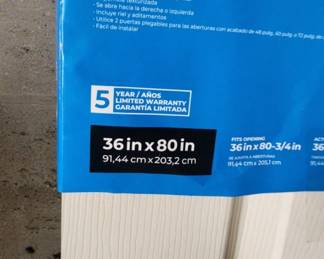 texturizada
- Se abre hacia la derecha o izquierda
- Incluye riel y aditamentos
- Utilice 2 puertas plegables para las aberturas con acabado de 48 pulg, 60 pulg, o 72 pulg
- Fácil de instalar
5 YEAR / AÑOS
LIMITED WARRANTY
GARANTÍA LIMITADA
36 in x 80 in
91,44 cm x 203,2 cm
FITS OPENING
36 in x 80-3/4 in
SE AJUSTA A ABERTURAS
91,44 cm x 205,1 cm
36